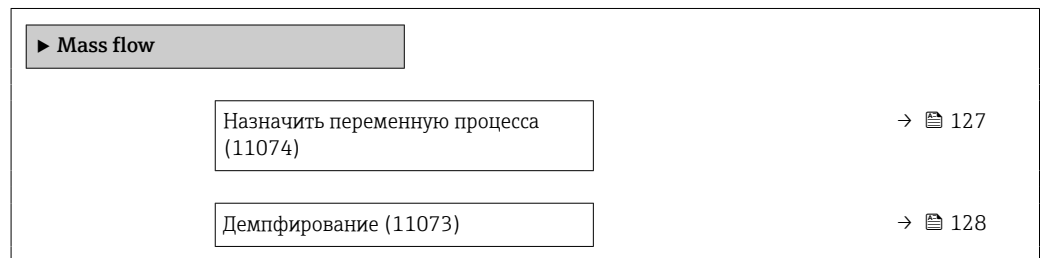 ▶ Mass flow
Назначить переменную процесса → 127
(11074)
Демпфирование (11073) → 128